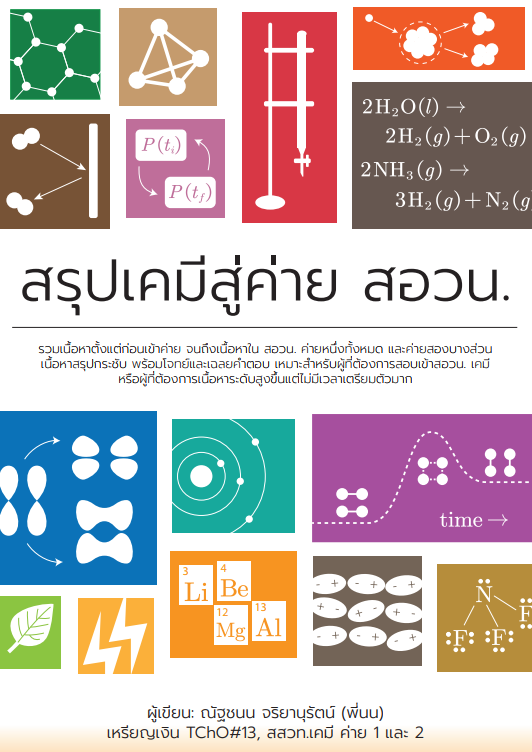 2H₂O(l) →
2H₂(g)+O₂(g)
2NH₃(g) →
3H₂(g)+N₂(g)
P(tᵢ)
P(t_f)
สรุปเคมีสู่ค่าย สอวน.
รวมเนื้อหาตั้งแต่ก่อนเข้าค่าย จนถึงเนื้อหาใน สอวน. ค่ายหนึ่งทั้งหมด และค่ายสองบางส่วน
เนื้อหาสรุปกระชับ พร้อมโจทย์และเฉลยคำตอบ เหมาะสำหรับผู้ที่ต้องการสอบเข้าสอวน. เคมี
หรือผู้ที่ต้องการเนื้อหาระดับสูงขึ้นแต่ไม่มีเวลาเตรียมตัวมาก
time →
3 Li
4 Be
12 Mg
13 Al
- + - + - +
+ - + - + -
- + - + - +
N
F F F
ผู้เขียน: ณัฐชนน จริยานุรัตน์ (พี่นน)
เหรียญเงิน TChO#13, สสวท.เคมี ค่าย 1 และ 2